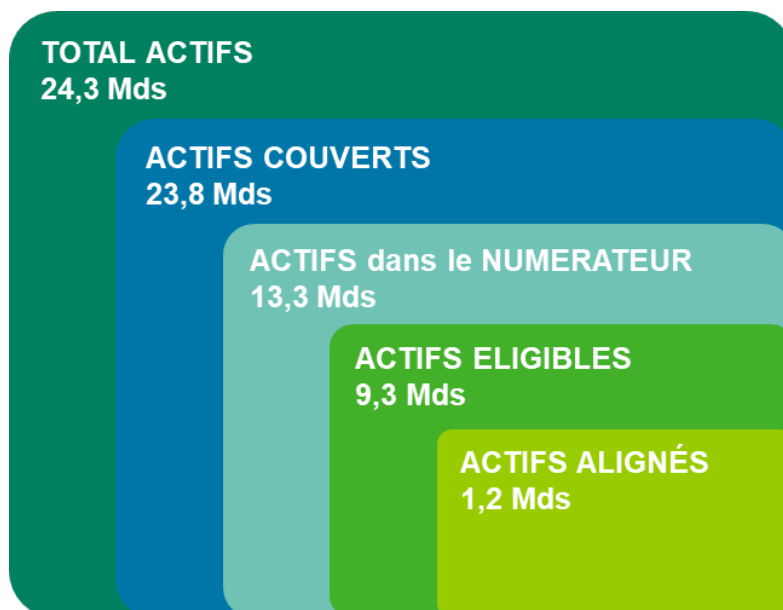 TOTAL ACTIFS
24,3 Mds
ACTIFS COUVERTS
23,8 Mds
ACTIFS dans le NUMERATEUR
13,3 Mds
ACTIFS ELIGIBLES
9,3 Mds
ACTIFS ALIGNÉS
1,2 Mds